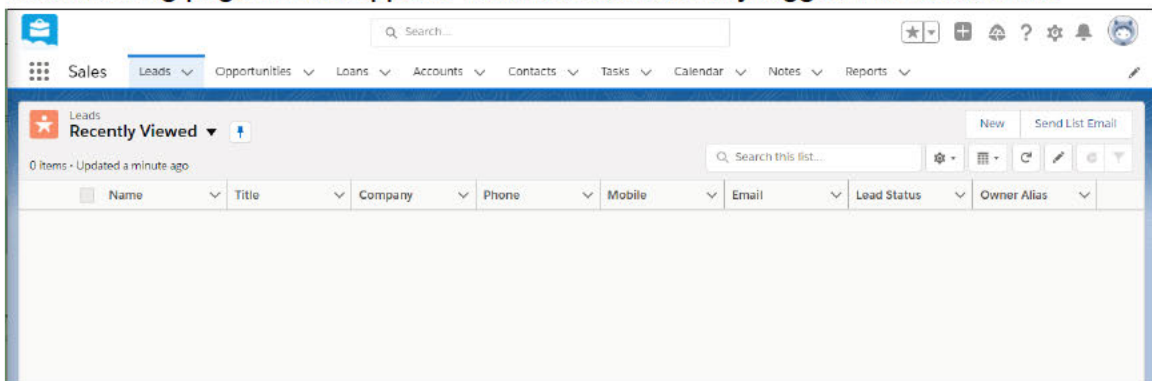 Search...
Sales Leads Opportunities Loans Accounts Contacts Tasks Calendar Notes Reports
Leads
Recently Viewed
New Send List Email
0 items • Updated a minute ago
Search this list...
Name Title Company Phone Mobile Email Lead Status Owner Alias